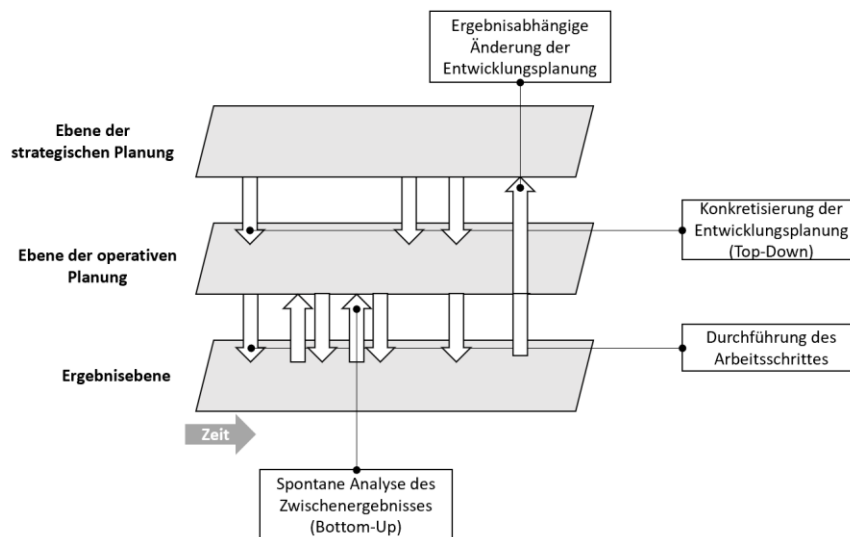 Ergebnisabhängige
Änderung der
Entwicklungsplanung
Ebene der
strategischen Planung
Konkretisierung der
Entwicklungsplanung
(Top-Down)
Ebene der operativen
Planung
Durchführung des
Arbeitsschrittes
Ergebnisebene
Zeit
Spontane Analyse des
Zwischenergebnisses
(Bottom-Up)